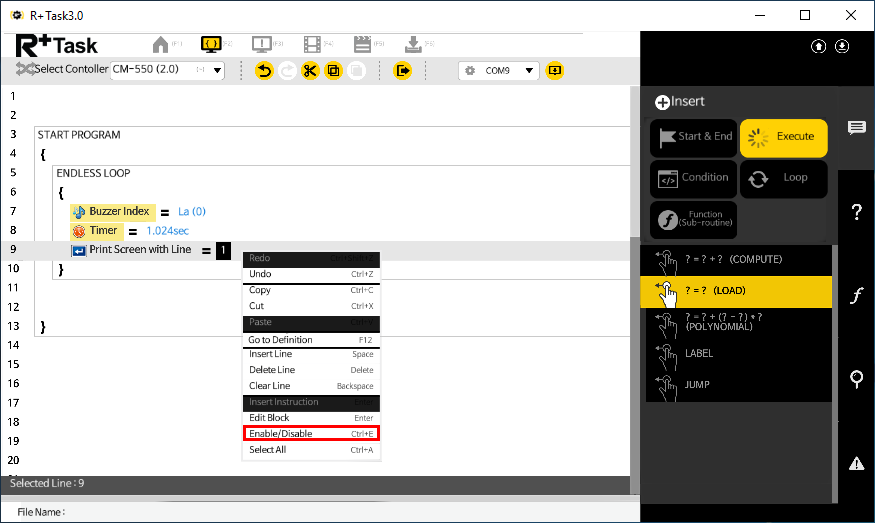 R+ Task3.0
R+Task
(F1)
(F2)
(F3)
(F4)
(F5)
(F6)
Select Contoller
CM-550 (2.0)
COM9
1
2
3 START PROGRAM
4 {
5 ENDLESS LOOP
6 {
7 Buzzer Index = La (0)
8 Timer = 1.024sec
9 Print Screen with Line = 1
10 }
11
12
13 }
14
15
16
17
18
19
20
Redo Ctrl+Shift+Z
Undo Ctrl+Z
Copy Ctrl+C
Cut Ctrl+X
Paste
Go to Definition F12
Insert Line Space
Delete Line Delete
Clear Line Backspace
Insert Instruction
Edit Block Enter
Enable/Disable Ctrl+E
Select All Ctrl+A
Selected Line : 9
File Name :
Insert
Start & End
Execute
Condition
Loop
Function
(Sub-routine)
? = ? + ? (COMPUTE)
? = ? (LOAD)
? = ? + (? - ?) * ?
(POLYNOMIAL)
LABEL
JUMP